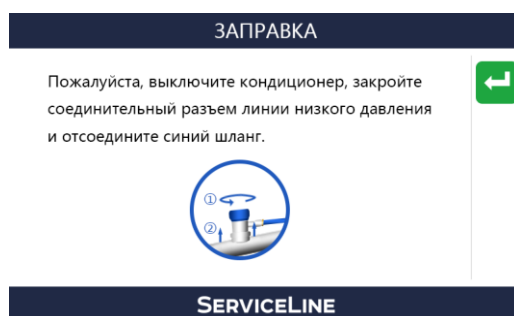 ЗАПРАВКА
Пожалуйста, выключите кондиционер, закройте
соединительный разъем линии низкого давления
и отсоедините синий шланг.
①
②
SERVICELINE